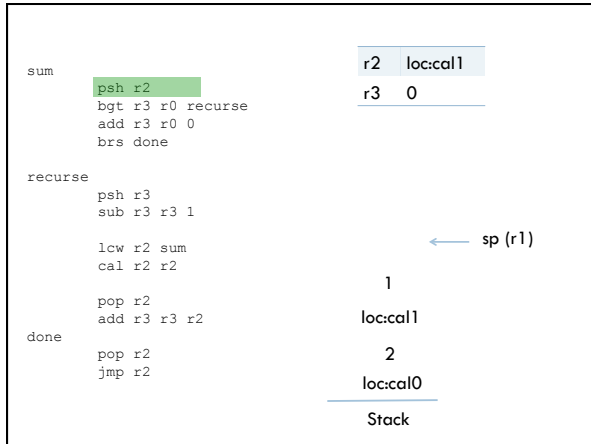 sum
psh r2
bgt r3 r0 recurse
add r3 r0 0
brs done
recurse
psh r3
sub r3 r3 1
lcw r2 sum
cal r2 r2
pop r2
add r3 r3 r2
done
pop r2
jmp r2
r2 loc:cal1
r3 0
sp (r1)
1
loc:cal1
2
loc:cal0
Stack